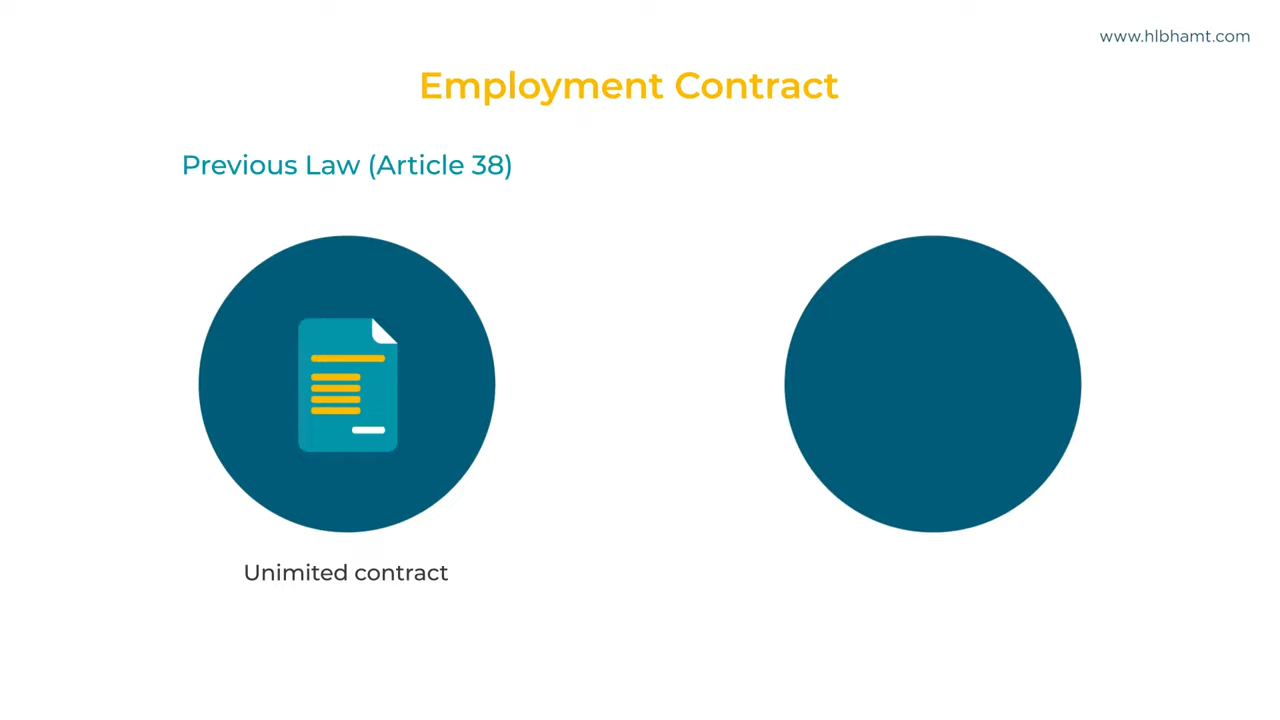 www.hlbhamt.com
Employment Contract
Previous Law (Article 38)
Unimited contract